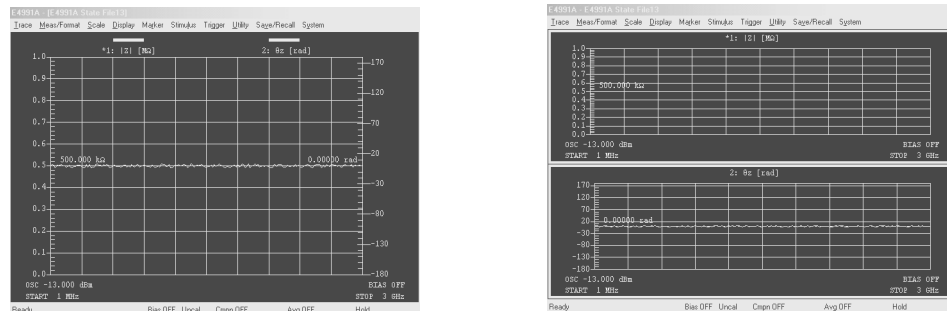 E4991A - [E4991A State File13]
Trace Meas/Format Scale Display Marker Stimulus Trigger Utility Save/Recall System
*1: |Z| [MΩ] 2: θz [rad]
1.0 170
0.9
0.8 120
0.7 70
0.6
0.5 500.000 kΩ 0.00000 rad 20
0.4 -30
0.3 -80
0.2
0.1 -130
0.0 -180
OSC -13.000 dBm BIAS OFF
START 1 MHz STOP 3 GHz
Ready Bias OFF Uncal Cmpn OFF Avg OFF Hold
E4991A - E4991A State File13
Trace Meas/Format Scale Display Marker Stimulus Trigger Utility Save/Recall System
*1: |Z| [MΩ]
1.0
0.9
0.8
0.7
0.6
0.5 500.000 kΩ
0.4
0.3
0.2
0.1
0.0
OSC -13.000 dBm BIAS OFF
START 1 MHz STOP 3 GHz
2: θz [rad]
170
120
70
20 0.00000 rad
-30
-80
-130
-180
OSC -13.000 dBm BIAS OFF
START 1 MHz STOP 3 GHz
Ready Bias OFF Uncal Cmpn OFF Avg OFF Hold